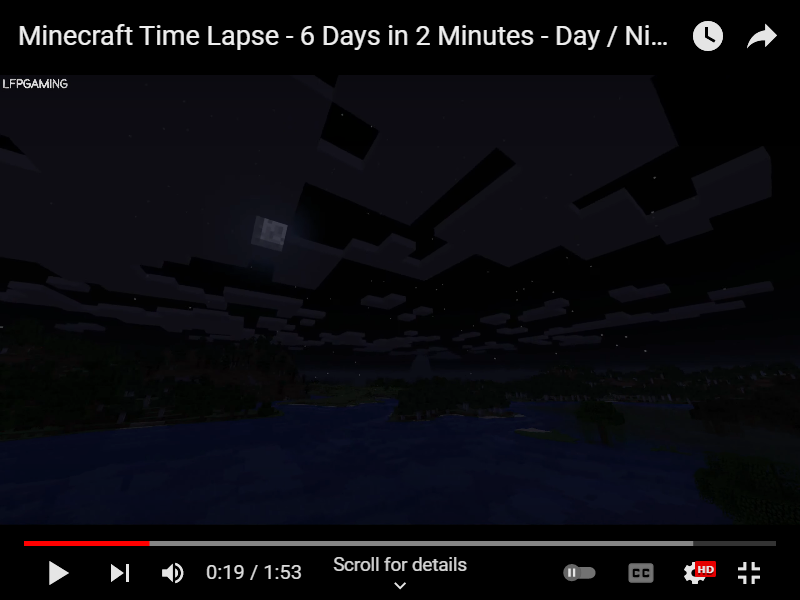 Minecraft Time Lapse - 6 Days in 2 Minutes - Day / Ni...
LFPGAMING
0:19 / 1:53
Scroll for details
CC
HD